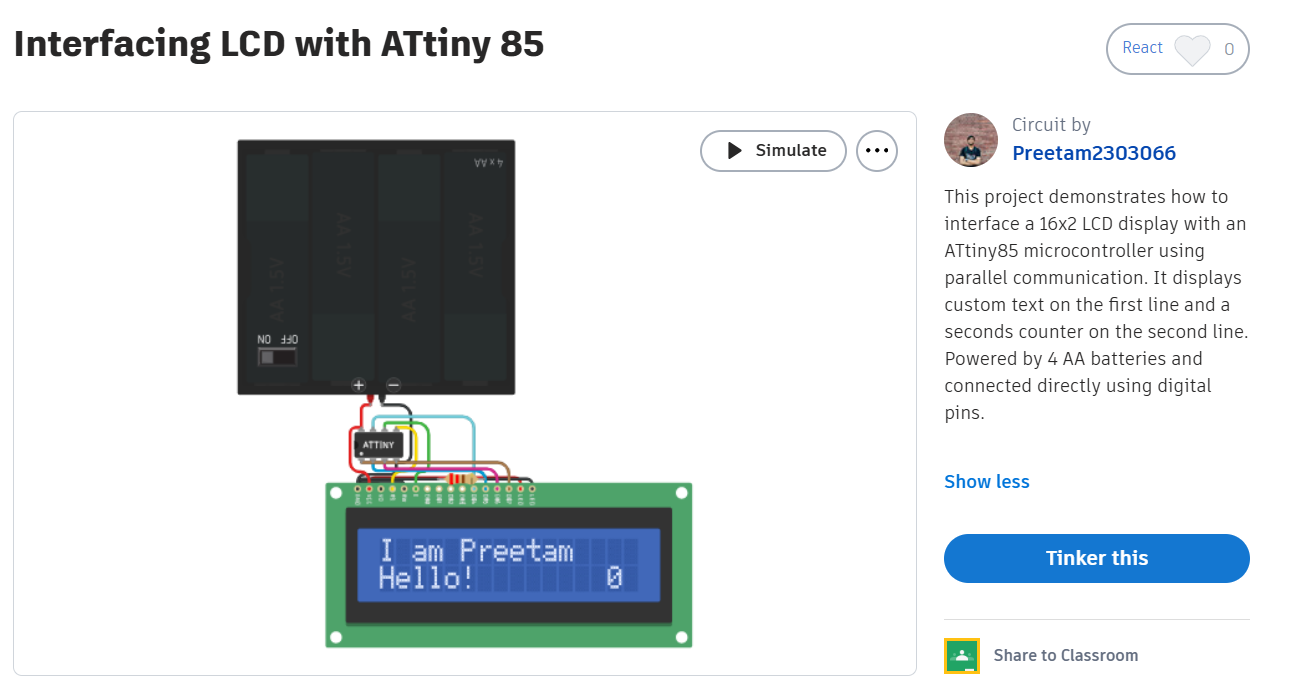 Interfacing LCD with ATtiny 85
React 0
Simulate
Circuit by
Preetam2303066
This project demonstrates how to
interface a 16x2 LCD display with an
ATtiny85 microcontroller using
parallel communication. It displays
custom text on the first line and a
seconds counter on the second line.
Powered by 4 AA batteries and
connected directly using digital
pins.
Show less
Tinker this
Share to Classroom
4 x AA
AA 1.5V
AA 1.5V
AA 1.5V
AA 1.5V
ON OFF
+ −
ATTINY
I am Preetam
Hello! 0